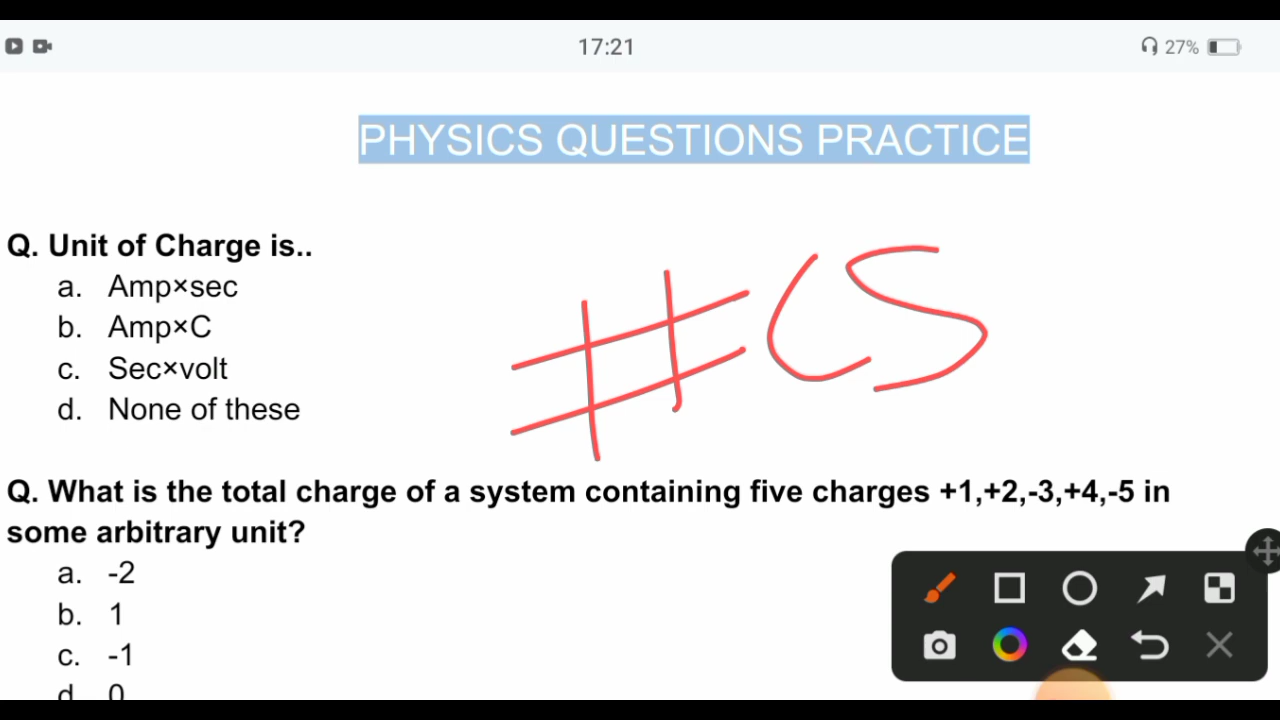 17:21
27%
PHYSICS QUESTIONS PRACTICE
Q. Unit of Charge is..
a. Amp×sec
b. Amp×C
c. Sec×volt
d. None of these
#CS
Q. What is the total charge of a system containing five charges +1,+2,-3,+4,-5 in
some arbitrary unit?
a. -2
b. 1
c. -1
d. 0